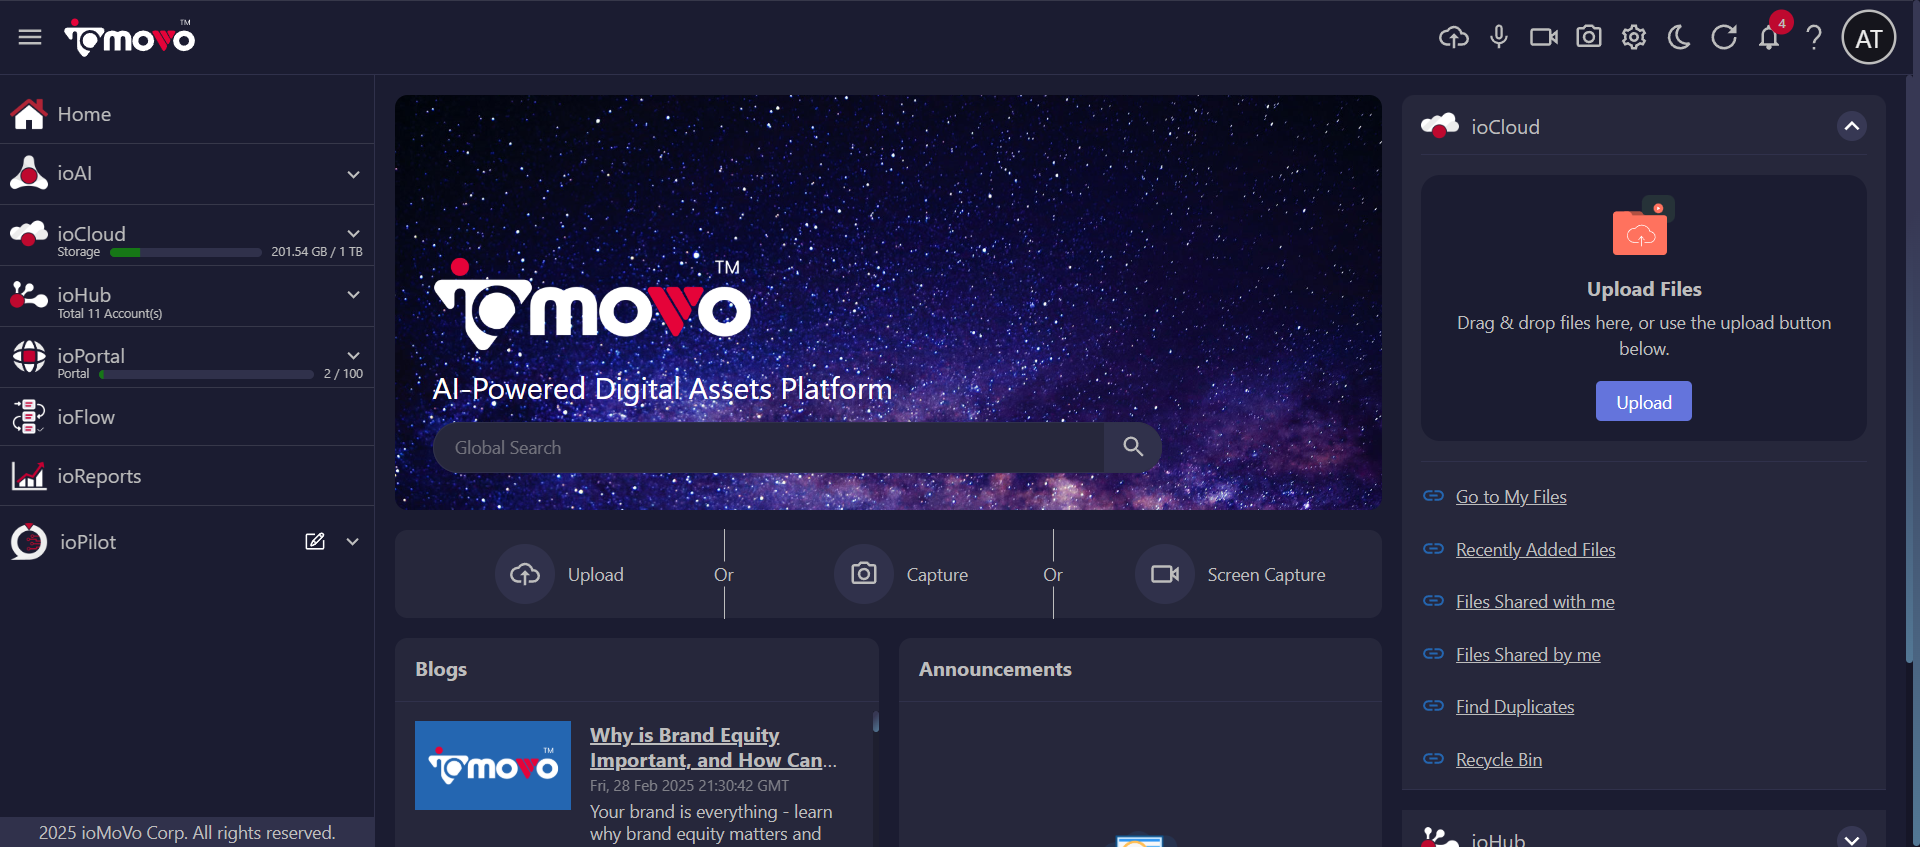 iomovo TM
4
?
AT
Home
ioAI
ioCloud
Storage 201.54 GB / 1 TB
ioHub
Total 11 Account(s)
ioPortal
Portal 2 / 100
ioFlow
ioReports
ioPilot
2025 ioMoVo Corp. All rights reserved.
iomovo TM
AI-Powered Digital Assets Platform
Global Search
Upload
Or
Capture
Or
Screen Capture
Blogs
iomovo TM
Why is Brand Equity
Important, and How Can...
Fri, 28 Feb 2025 21:30:42 GMT
Your brand is everything - learn
why brand equity matters and
Announcements
ioCloud
Upload Files
Drag & drop files here, or use the upload button
below.
Upload
Go to My Files
Recently Added Files
Files Shared with me
Files Shared by me
Find Duplicates
Recycle Bin
ioHub